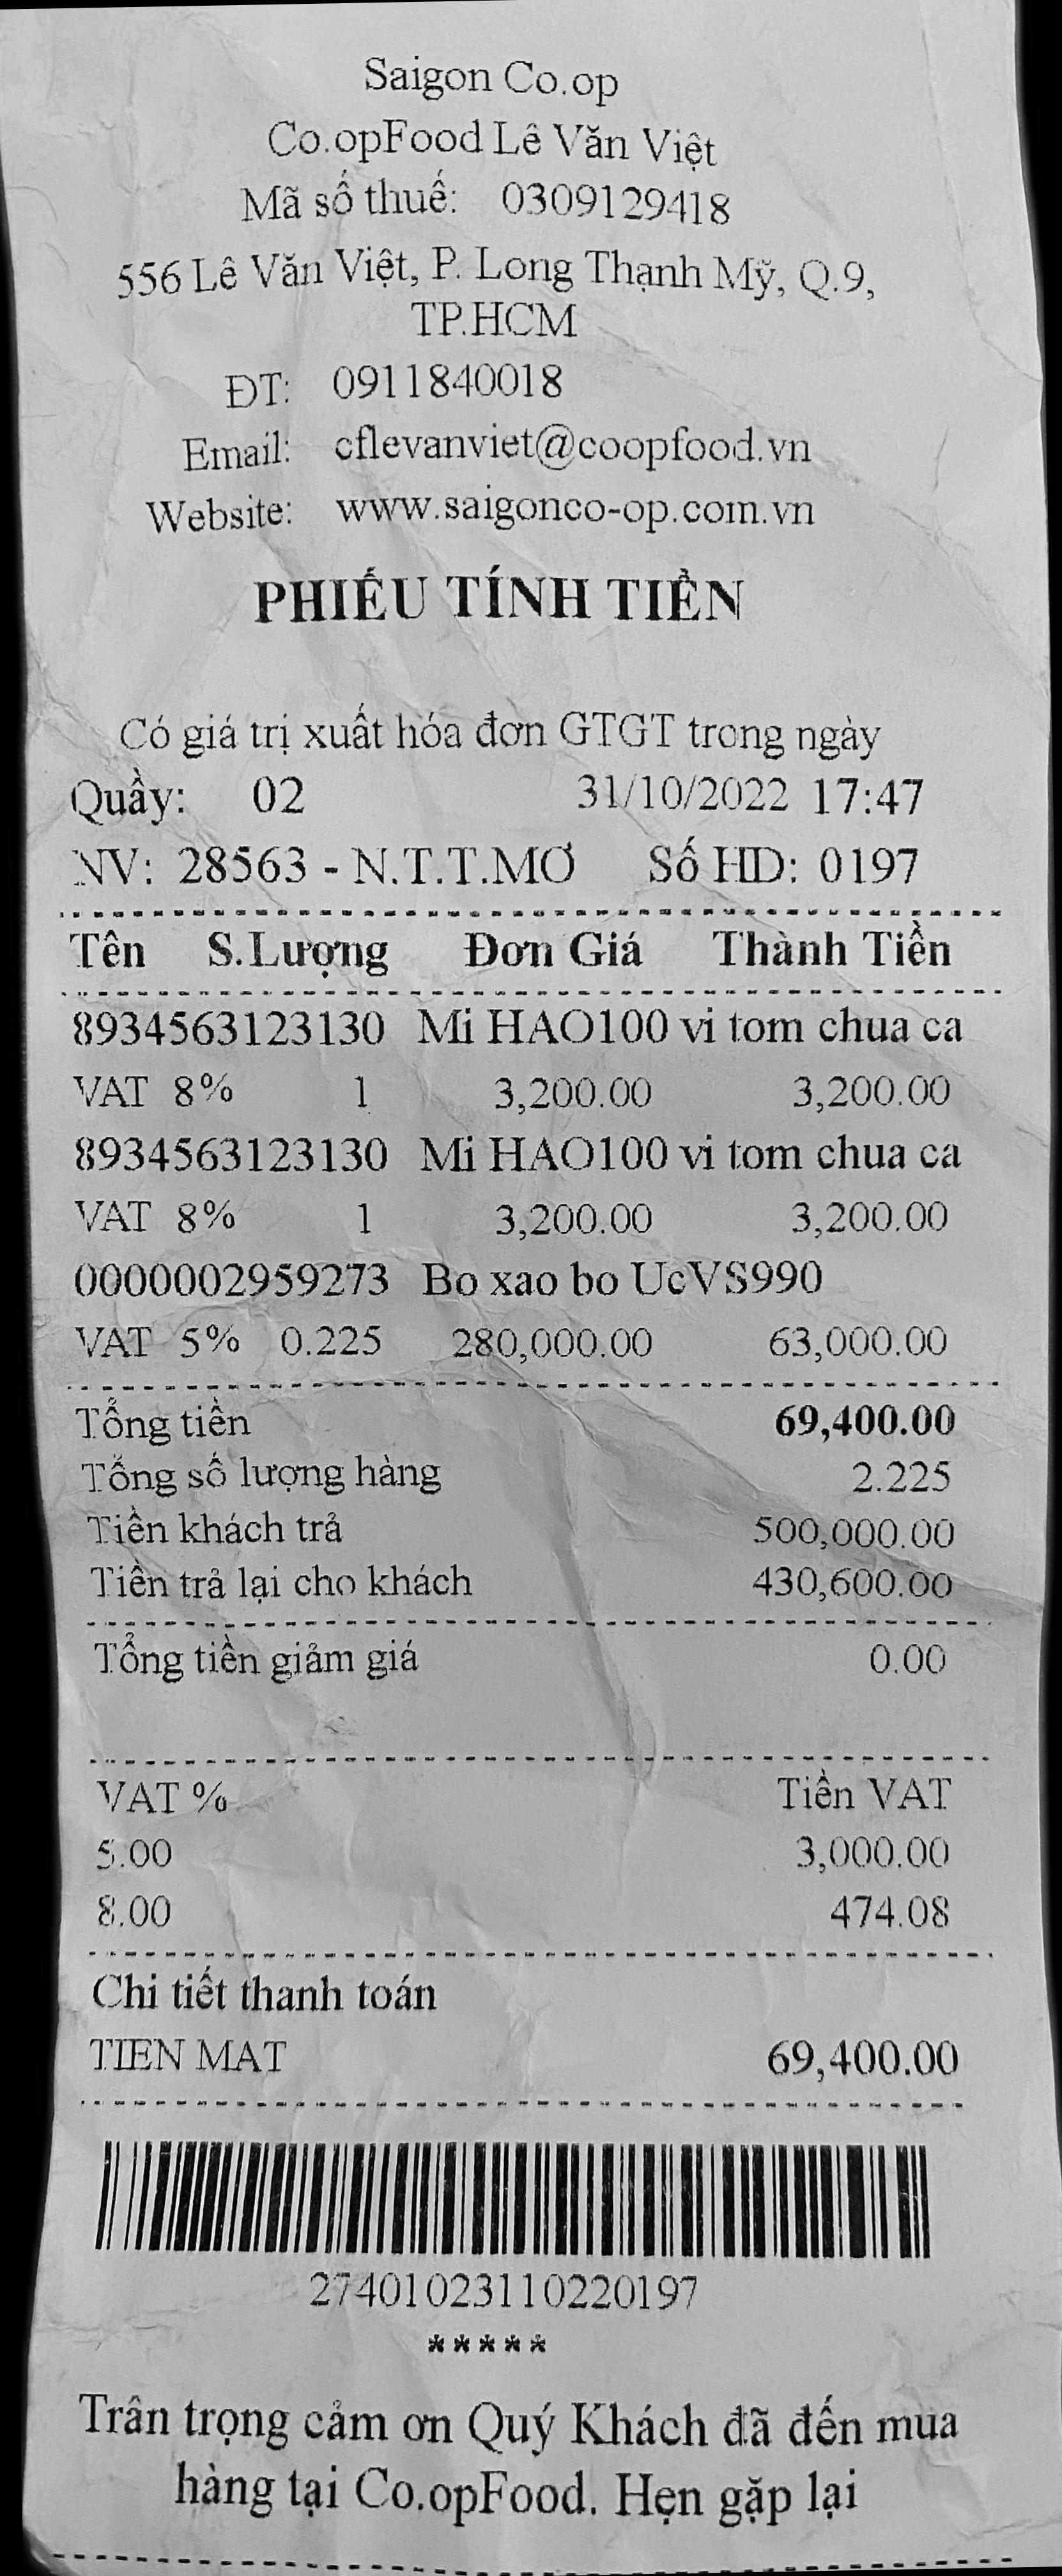 Saigon Co.op
Co.opFood Lê Văn Việt
Mã số thuế: 0309129418
556 Lê Văn Việt, P. Long Thạnh Mỹ, Q.9,
TP.HCM
ĐT: 0911840018
Email: cflevanviet@coopfood.vn
Website: www.saigonco-op.com.vn
PHIẾU TÍNH TIỀN
Có giá trị xuất hóa đơn GTGT trong ngày
Quầy: 02 31/10/2022 17:47
NV: 28563 - N.T.T.MƠ Số HD: 0197
Tên S.Lượng Đơn Giá Thành Tiền
8934563123130 Mi HAO100 vi tom chua ca
VAT 8% 1 3,200.00 3,200.00
8934563123130 Mi HAO100 vi tom chua ca
VAT 8% 1 3,200.00 3,200.00
0000002959273 Bo xao bo UcVS990
VAT 5% 0.225 280,000.00 63,000.00
Tổng tiền 69,400.00
Tổng số lượng hàng 2.225
Tiền khách trả 500,000.00
Tiền trả lại cho khách 430,600.00
Tổng tiền giảm giá 0.00
VAT % Tiền VAT
5.00 3,000.00
8.00 474.08
Chi tiết thanh toán
TIEN MAT 69,400.00
27401023110220197
*****
Trân trọng cảm ơn Quý Khách đã đến mua
hàng tại Co.opFood. Hẹn gặp lại